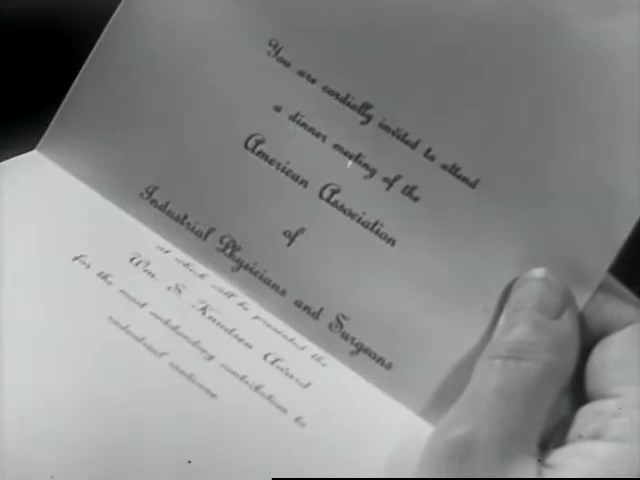 You are cordially invited to attend
a dinner meeting of the
American Association
of
Industrial Physicians and Surgeons
at which will be presented the
Wm. S. Knudsen Award
for the most outstanding contribution to
industrial medicine